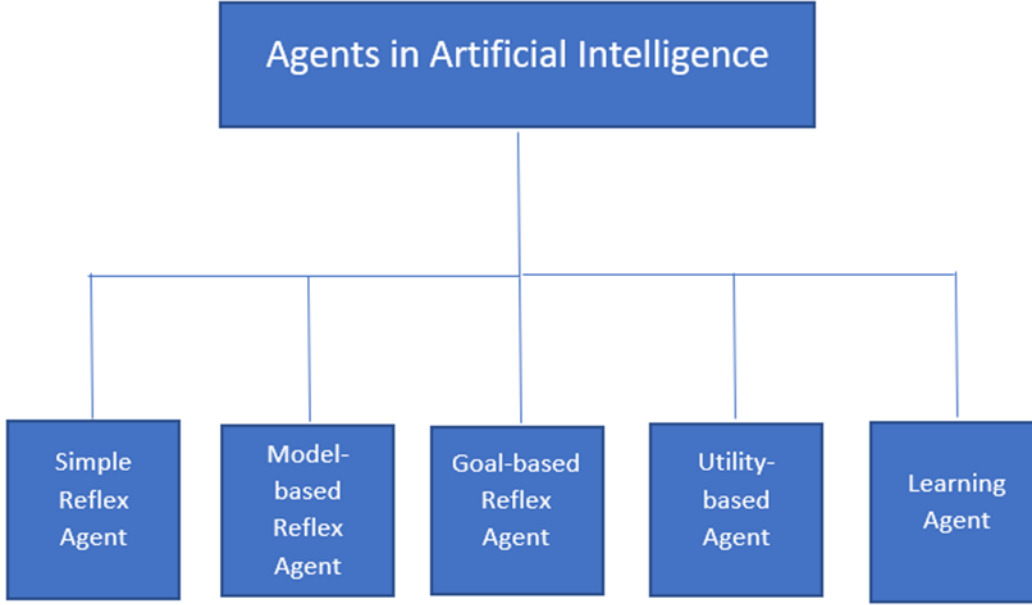 Agents in Artificial Intelligence
Simple
Reflex
Agent
Model-
based
Reflex
Agent
Goal-based
Reflex
Agent
Utility-
based
Agent
Learning
Agent